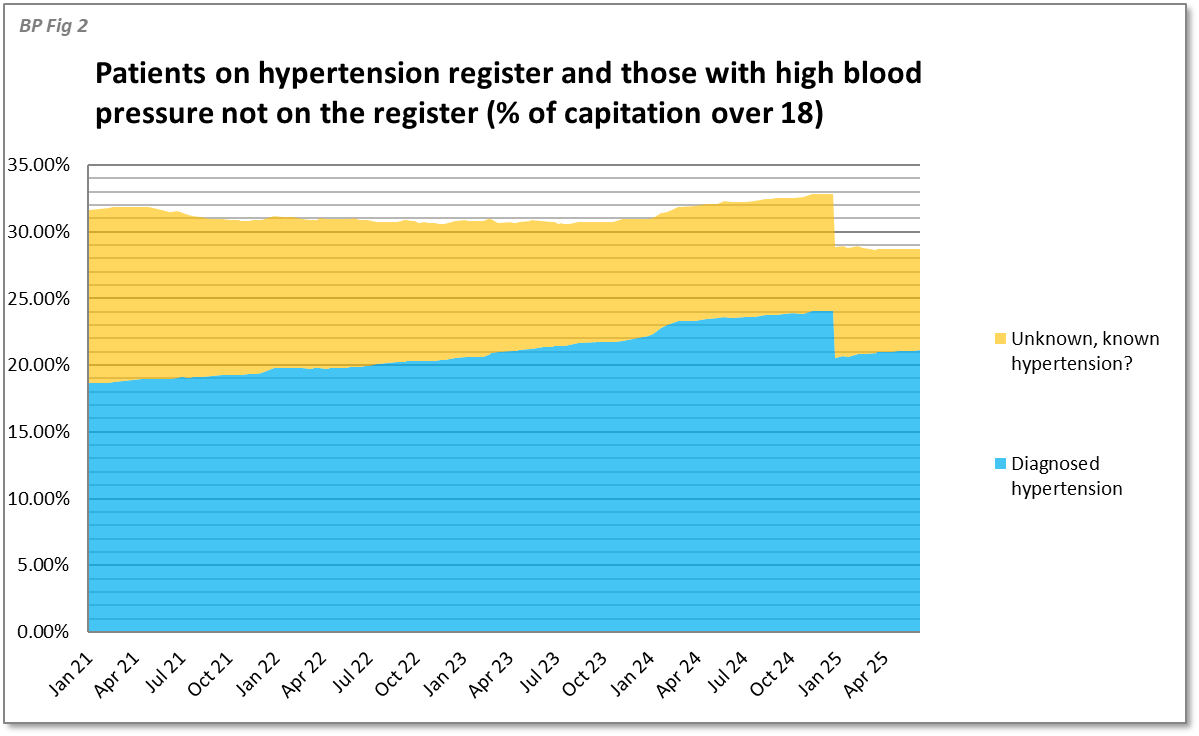 BP Fig 2
Patients on hypertension register and those with high blood
pressure not on the register (% of capitation over 18)
35.00%
30.00%
25.00%
20.00%
15.00%
10.00%
5.00%
0.00%
Jan 21
Apr 21
Jul 21
Oct 21
Jan 22
Apr 22
Jul 22
Oct 22
Jan 23
Apr 23
Jul 23
Oct 23
Jan 24
Apr 24
Jul 24
Oct 24
Jan 25
Apr 25
Unknown, known
hypertension?
Diagnosed
hypertension